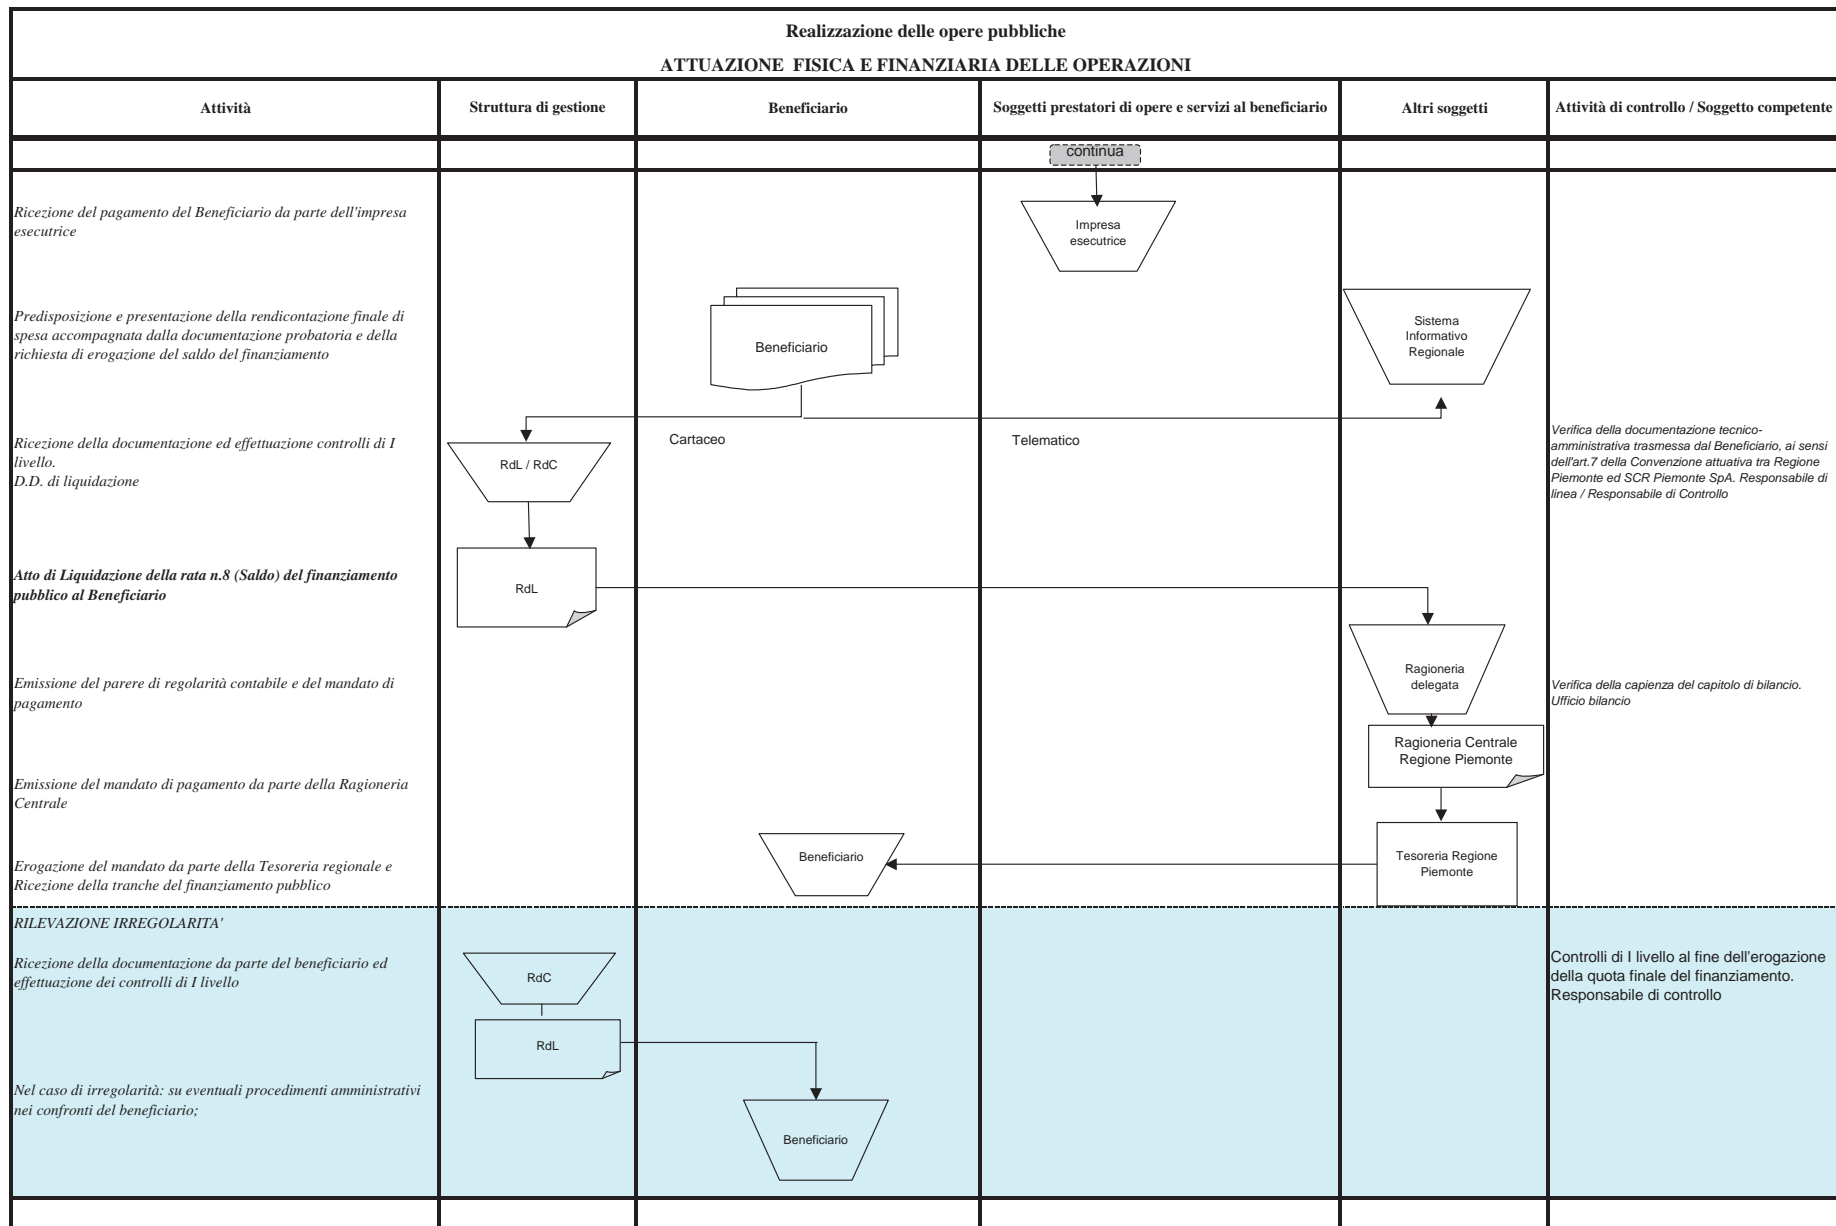 Realizzazione delle opere pubbliche
ATTUAZIONE FISICA E FINANZIARIA DELLE OPERAZIONI
Attività
Struttura di gestione
Beneficiario
Soggetti prestatori di opere e servizi al beneficiario
Altri soggetti
Attività di controllo / Soggetto competente
continua
Ricezione del pagamento del Beneficiario da parte dell'impresa
esecutrice
Impresa
esecutrice
Predisposizione e presentazione della rendicontazione finale di
spesa accompagnata dalla documentazione probatoria e della
richiesta di erogazione del saldo del finanziamento
Beneficiario
Sistema
Informativo
Regionale
Ricezione della documentazione ed effettuazione controlli di I
livello.
D.D. di liquidazione
RdL / RdC
Cartaceo
Telematico
Verifica della documentazione tecnico-
amministrativa trasmessa dal Beneficiario, ai sensi
dell'art.7 della Convenzione attuativa tra Regione
Piemonte ed SCR Piemonte SpA. Responsabile di
linea / Responsabile di Controllo
Atto di Liquidazione della rata n.8 (Saldo) del finanziamento
pubblico al Beneficiario
RdL
Emissione del parere di regolarità contabile e del mandato di
pagamento
Ragioneria
delegata
Verifica della capienza del capitolo di bilancio.
Ufficio bilancio
Ragioneria Centrale
Regione Piemonte
Emissione del mandato di pagamento da parte della Ragioneria
Centrale
Erogazione del mandato da parte della Tesoreria regionale e
Ricezione della tranche del finanziamento pubblico
Beneficiario
Tesoreria Regione
Piemonte
RILEVAZIONE IRREGOLARITA'
Ricezione della documentazione da parte del beneficiario ed
effettuazione dei controlli di I livello
RdC
Controlli di I livello al fine dell'erogazione
della quota finale del finanziamento.
Responsabile di controllo
RdL
Nel caso di irregolarità: su eventuali procedimenti amministrativi
nei confronti del beneficiario;
Beneficiario